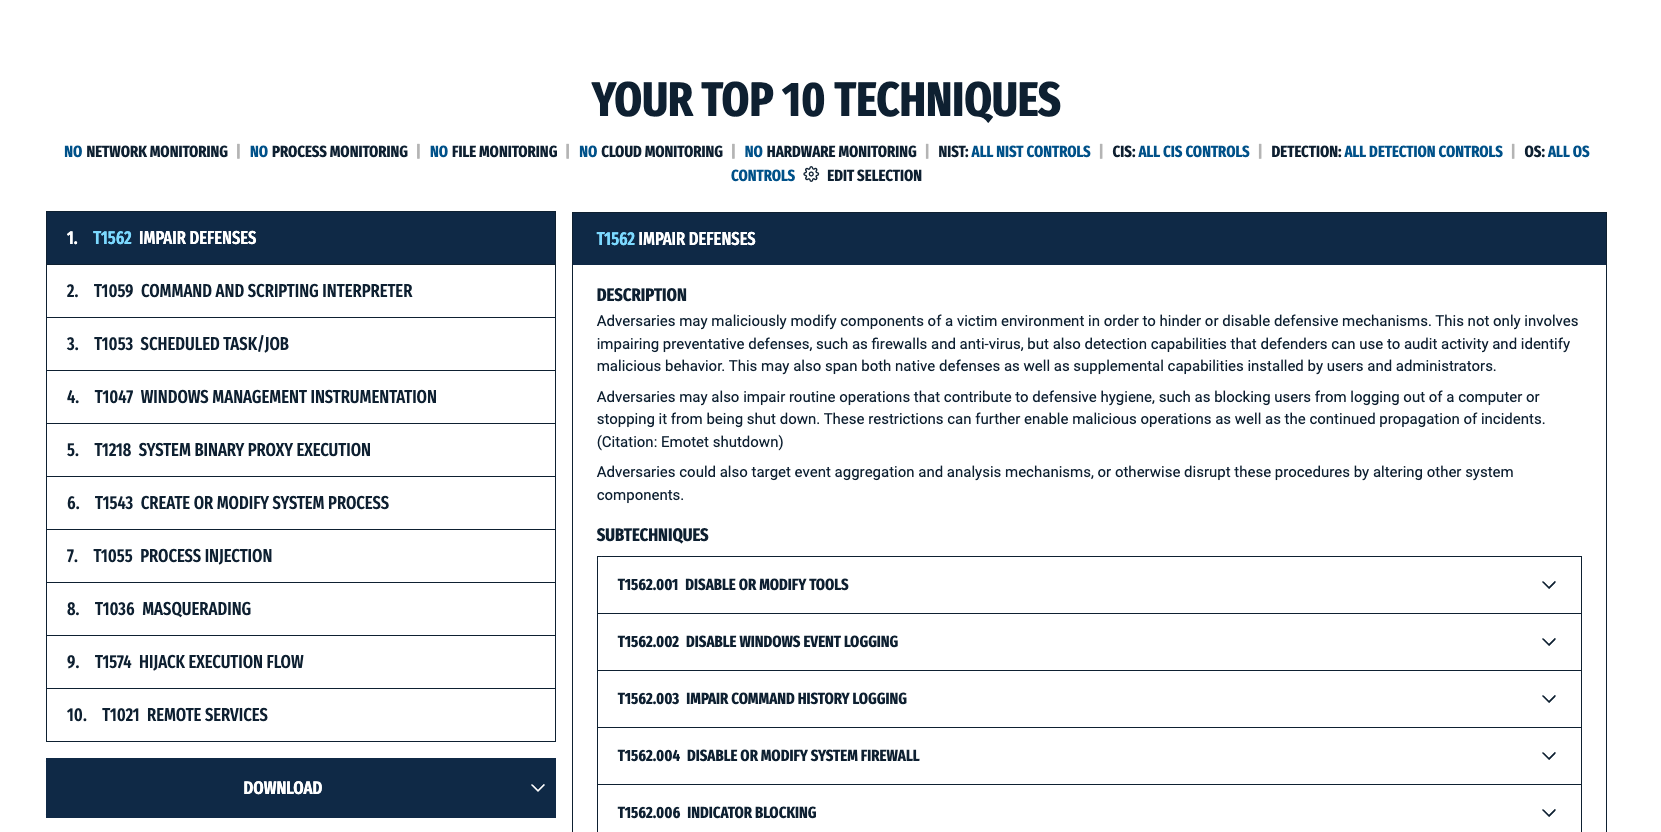 YOUR TOP 10 TECHNIQUES
NO NETWORK MONITORING | NO PROCESS MONITORING | NO FILE MONITORING | NO CLOUD MONITORING | NO HARDWARE MONITORING | NIST: ALL NIST CONTROLS | CIS: ALL CIS CONTROLS | DETECTION: ALL DETECTION CONTROLS | OS: ALL OS
CONTROLS EDIT SELECTION
1. T1562 IMPAIR DEFENSES
2. T1059 COMMAND AND SCRIPTING INTERPRETER
3. T1053 SCHEDULED TASK/JOB
4. T1047 WINDOWS MANAGEMENT INSTRUMENTATION
5. T1218 SYSTEM BINARY PROXY EXECUTION
6. T1543 CREATE OR MODIFY SYSTEM PROCESS
7. T1055 PROCESS INJECTION
8. T1036 MASQUERADING
9. T1574 HIJACK EXECUTION FLOW
10. T1021 REMOTE SERVICES
DOWNLOAD
T1562 IMPAIR DEFENSES
DESCRIPTION
Adversaries may maliciously modify components of a victim environment in order to hinder or disable defensive mechanisms. This not only involves
impairing preventative defenses, such as firewalls and anti-virus, but also detection capabilities that defenders can use to audit activity and identify
malicious behavior. This may also span both native defenses as well as supplemental capabilities installed by users and administrators.
Adversaries may also impair routine operations that contribute to defensive hygiene, such as blocking users from logging out of a computer or
stopping it from being shut down. These restrictions can further enable malicious operations as well as the continued propagation of incidents.
(Citation: Emotet shutdown)
Adversaries could also target event aggregation and analysis mechanisms, or otherwise disrupt these procedures by altering other system
components.
SUBTECHNIQUES
T1562.001 DISABLE OR MODIFY TOOLS
T1562.002 DISABLE WINDOWS EVENT LOGGING
T1562.003 IMPAIR COMMAND HISTORY LOGGING
T1562.004 DISABLE OR MODIFY SYSTEM FIREWALL
T1562.006 INDICATOR BLOCKING